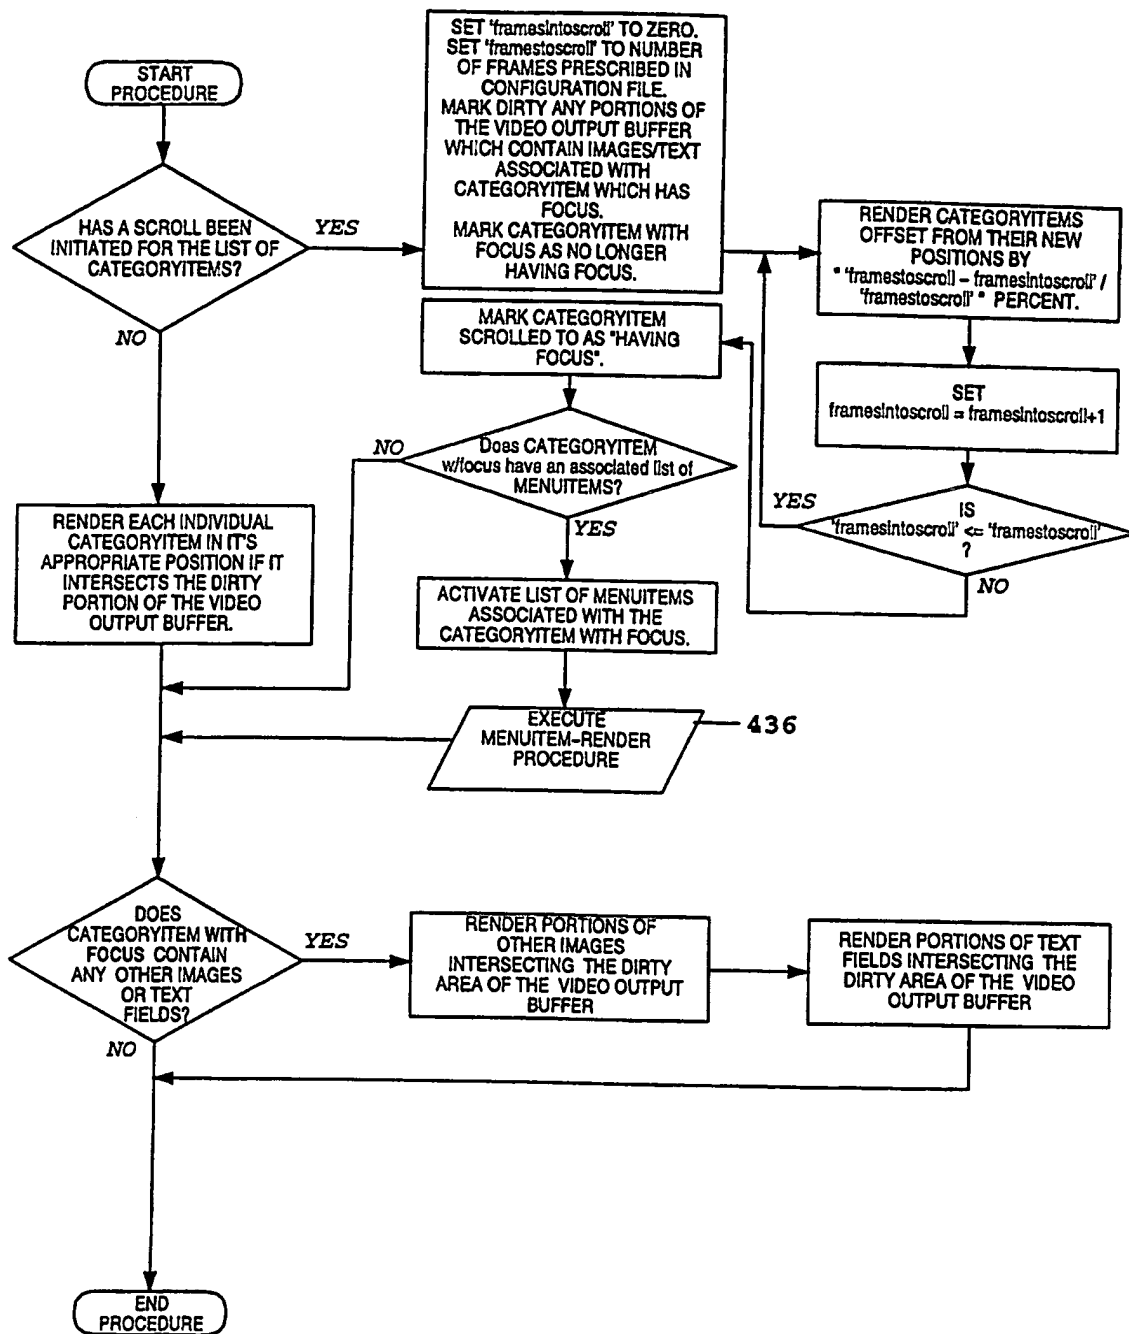 START
PROCEDURE
HAS A SCROLL BEEN
INITIATED FOR THE LIST OF
CATEGORYITEMS?
YES
NO
SET 'framesintoscroll' TO ZERO.
SET 'framestoscroll' TO NUMBER
OF FRAMES PRESCRIBED IN
CONFIGURATION FILE.
MARK DIRTY ANY PORTIONS OF
THE VIDEO OUTPUT BUFFER
WHICH CONTAIN IMAGES/TEXT
ASSOCIATED WITH
CATEGORYITEM WHICH HAS
FOCUS.
MARK CATEGORYITEM WITH
FOCUS AS NO LONGER
HAVING FOCUS.
RENDER CATEGORYITEMS
OFFSET FROM THEIR NEW
POSITIONS BY
" 'framestoscroll - framesintoscroll' /
'framestoscroll' " PERCENT.
SET
framesintoscroll = framesintoscroll+1
IS
'framesintoscroll' <= 'framestoscroll'
?
YES
NO
MARK CATEGORYITEM
SCROLLED TO AS "HAVING
FOCUS".
Does CATEGORYITEM
w/focus have an associated list of
MENUITEMS?
NO
YES
ACTIVATE LIST OF MENUITEMS
ASSOCIATED WITH THE
CATEGORYITEM WITH FOCUS.
EXECUTE
MENUITEM-RENDER
PROCEDURE
436
RENDER EACH INDIVIDUAL
CATEGORYITEM IN IT'S
APPROPRIATE POSITION IF IT
INTERSECTS THE DIRTY
PORTION OF THE VIDEO
OUTPUT BUFFER.
DOES
CATEGORYITEM WITH
FOCUS CONTAIN
ANY OTHER IMAGES
OR TEXT
FIELDS?
YES
NO
RENDER PORTIONS OF
OTHER IMAGES
INTERSECTING THE DIRTY
AREA OF THE VIDEO OUTPUT
BUFFER
RENDER PORTIONS OF TEXT
FIELDS INTERSECTING THE
DIRTY AREA OF THE VIDEO
OUTPUT BUFFER
END
PROCEDURE